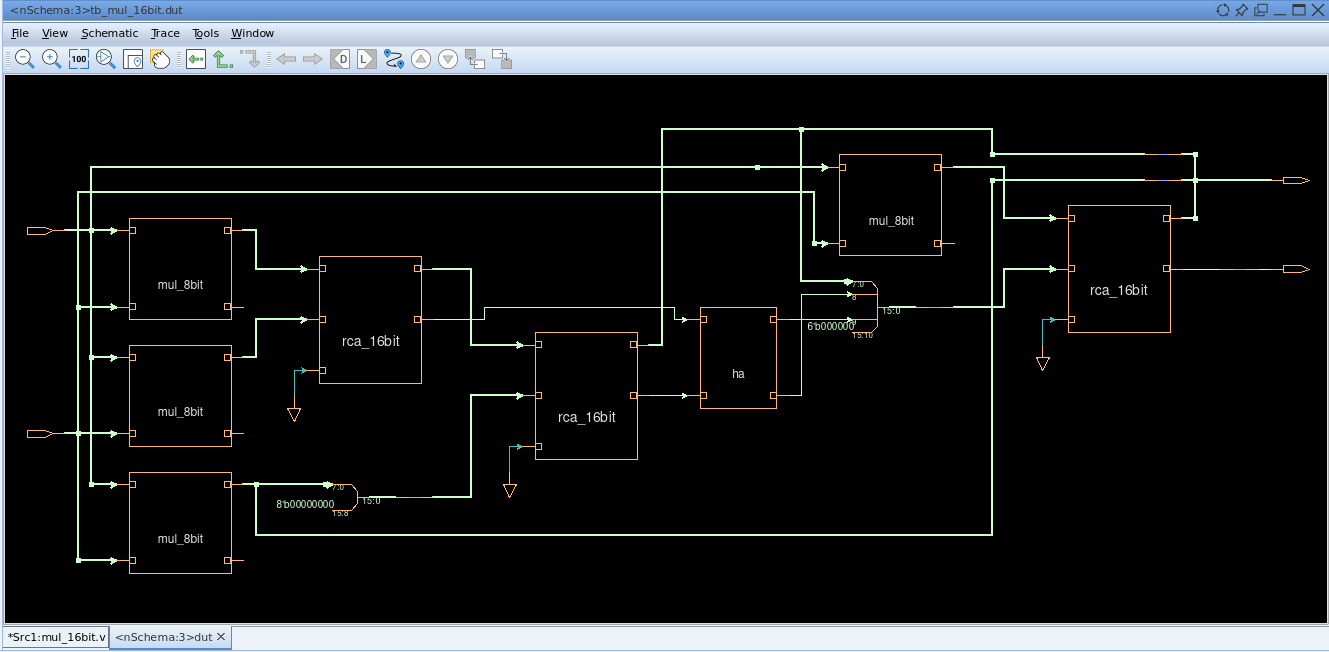 <nSchema:3>tb_mul_16bit.dut
File View Schematic Trace Tools Window
100 D L
mul_8bit
mul_8bit
rca_16bit
7:0
8
15:0
9
6'b000000
15:10
mul_8bit
rca_16bit
ha
mul_8bit
rca_16bit
7:0
15:0
8'b00000000
15:8
mul_8bit
*Src1:mul_16bit.v <nSchema:3>dut